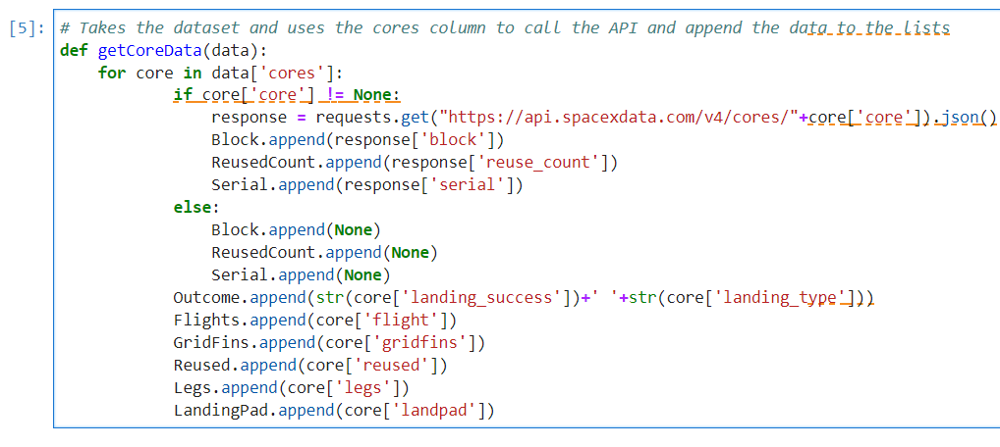 [5]: # Takes the dataset and uses the cores column to call the API and append the data to the lists
def getCoreData(data):
    for core in data['cores']:
            if core['core'] != None:
                response = requests.get("https://api.spacexdata.com/v4/cores/"+core['core']).json()
                Block.append(response['block'])
                ReusedCount.append(response['reuse_count'])
                Serial.append(response['serial'])
            else:
                Block.append(None)
                ReusedCount.append(None)
                Serial.append(None)
            Outcome.append(str(core['landing_success'])+' '+str(core['landing_type']))
            Flights.append(core['flight'])
            GridFins.append(core['gridfins'])
            Reused.append(core['reused'])
            Legs.append(core['legs'])
            LandingPad.append(core['landpad'])